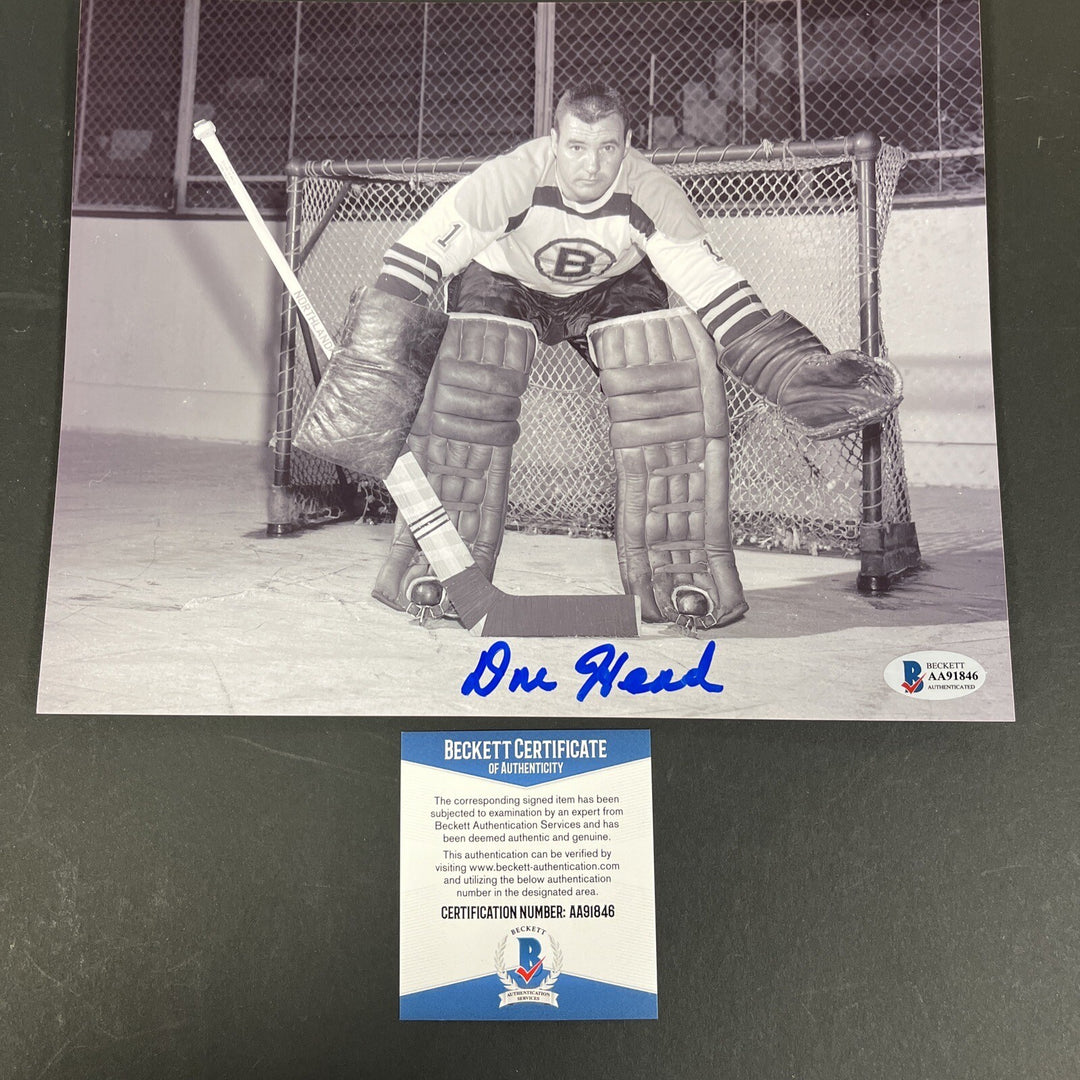 1
1
B
NORTHLAND
Don Head
BECKETT
AA91846
AUTHENTICATED
BECKETT CERTIFICATE
OF AUTHENTICITY
The corresponding signed item has been
subjected to examination by an expert from
Beckett Authentication Services and has
been deemed authentic and genuine.
This authentication can be verified by
visiting www.beckett-authentication.com
and utilizing the below authentication
number in the designated area.
CERTIFICATION NUMBER: AA91846
BECKETT
B
AUTHENTICATION
SERVICES